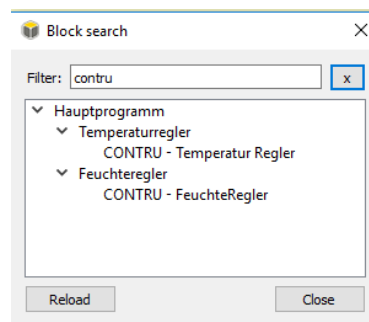 Block search
Filter: contru x
Hauptprogramm
Temperaturregler
CONTRU - Temperatur Regler
Feuchteregler
CONTRU - FeuchteRegler
Reload Close